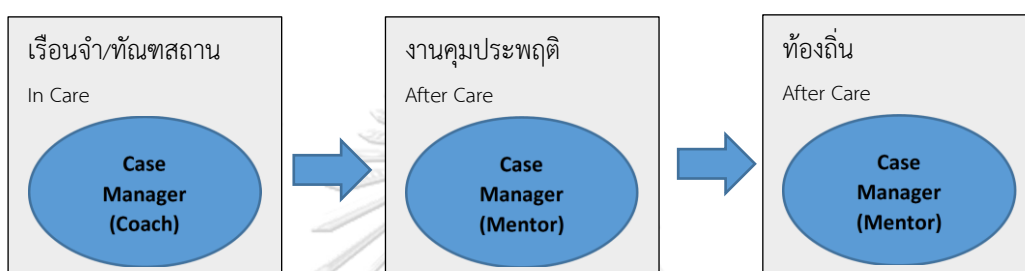 เรือนจำ/ทัณฑสถาน
In Care
Case
Manager
(Coach)
งานคุมประพฤติ
After Care
Case
Manager
(Mentor)
ท้องถิ่น
After Care
Case
Manager
(Mentor)